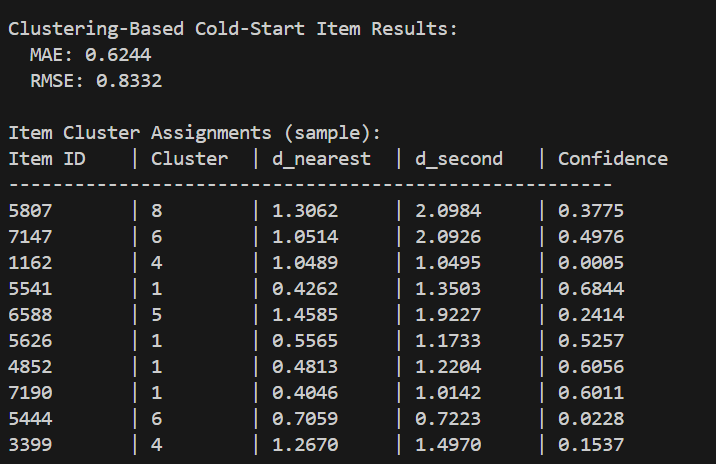 Clustering-Based Cold-Start Item Results:
  MAE: 0.6244
  RMSE: 0.8332

Item Cluster Assignments (sample):
Item ID    | Cluster  | d_nearest  | d_second   | Confidence
--------------------------------------------------------
5807       | 8        | 1.3062     | 2.0984     | 0.3775
7147       | 6        | 1.0514     | 2.0926     | 0.4976
1162       | 4        | 1.0489     | 1.0495     | 0.0005
5541       | 1        | 0.4262     | 1.3503     | 0.6844
6588       | 5        | 1.4585     | 1.9227     | 0.2414
5626       | 1        | 0.5565     | 1.1733     | 0.5257
4852       | 1        | 0.4813     | 1.2204     | 0.6056
7190       | 1        | 0.4046     | 1.0142     | 0.6011
5444       | 6        | 0.7059     | 0.7223     | 0.0228
3399       | 4        | 1.2670     | 1.4970     | 0.1537